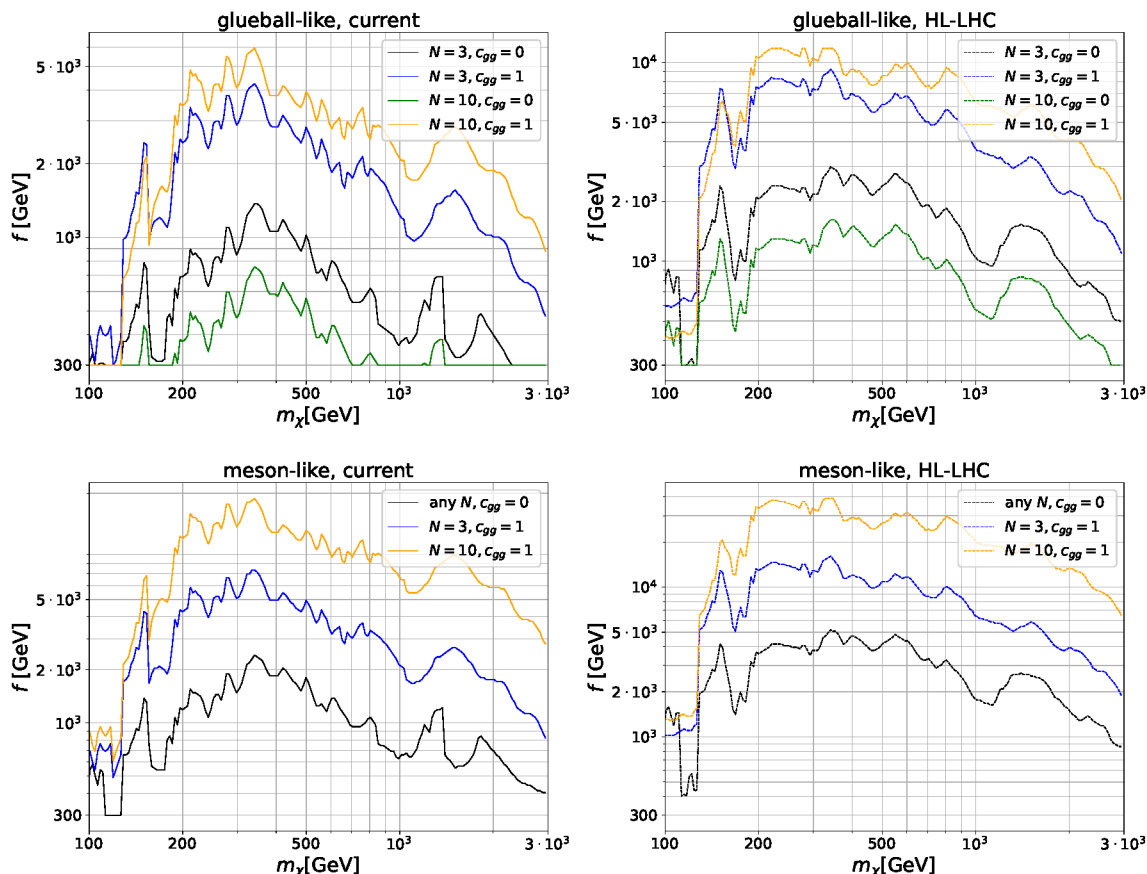 glueball-like, current
f [GeV]
5 · 10³
2 · 10³
10³
300
N = 3, c_gg = 0
N = 3, c_gg = 1
N = 10, c_gg = 0
N = 10, c_gg = 1
100 200 500 10³ 3 · 10³
m_χ[GeV]
glueball-like, HL-LHC
f [GeV]
10⁴
5 · 10³
2 · 10³
10³
300
N = 3, c_gg = 0
N = 3, c_gg = 1
N = 10, c_gg = 0
N = 10, c_gg = 1
100 200 500 10³ 3 · 10³
m_χ[GeV]
meson-like, current
f [GeV]
5 · 10³
2 · 10³
10³
300
any N, c_gg = 0
N = 3, c_gg = 1
N = 10, c_gg = 1
100 200 500 10³ 3 · 10³
m_χ[GeV]
meson-like, HL-LHC
f [GeV]
10⁴
5 · 10³
2 · 10³
10³
300
any N, c_gg = 0
N = 3, c_gg = 1
N = 10, c_gg = 1
100 200 500 10³ 3 · 10³
m_χ[GeV]